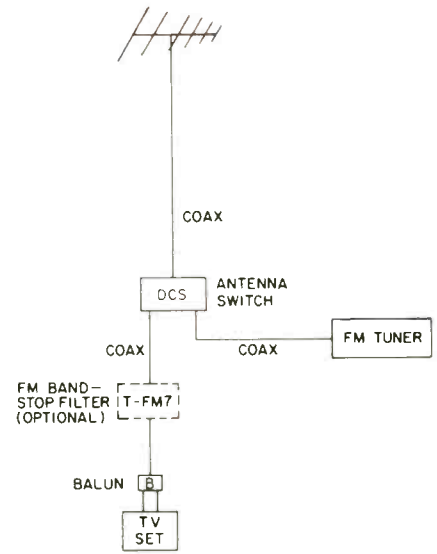 COAX
DCS
ANTENNA
SWITCH
COAX
COAX
FM TUNER
FM BAND-
STOP FILTER
(OPTIONAL)
T-FM7
BALUN
B
TV
SET